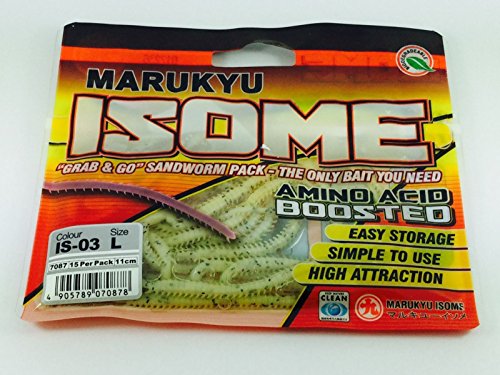 BIODEGRADABLE
MARUKYU
ISOME
"GRAB & GO" SANDWORM PACK - THE ONLY BAIT YOU NEED
AMINO ACID
BOOSTED
EASY STORAGE
SIMPLE TO USE
HIGH ATTRACTION
Colour Size
IS-03 L
7087 15 Per Pack 11cm
4 905789 070878
CLEAN
MARUKYU ISOME
マルキユーイソメ